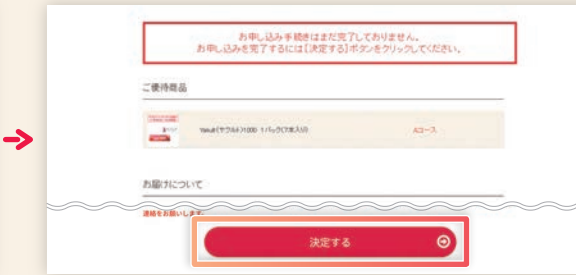 お申し込み手続きはまだ完了しておりません。
お申し込みを完了するには【決定する】ボタンをクリックしてください。
ご優待商品
Yakult(ヤクルト)1000 1パック(7本入り) Aコース
お届けについて
連絡をお願いします。
決定する